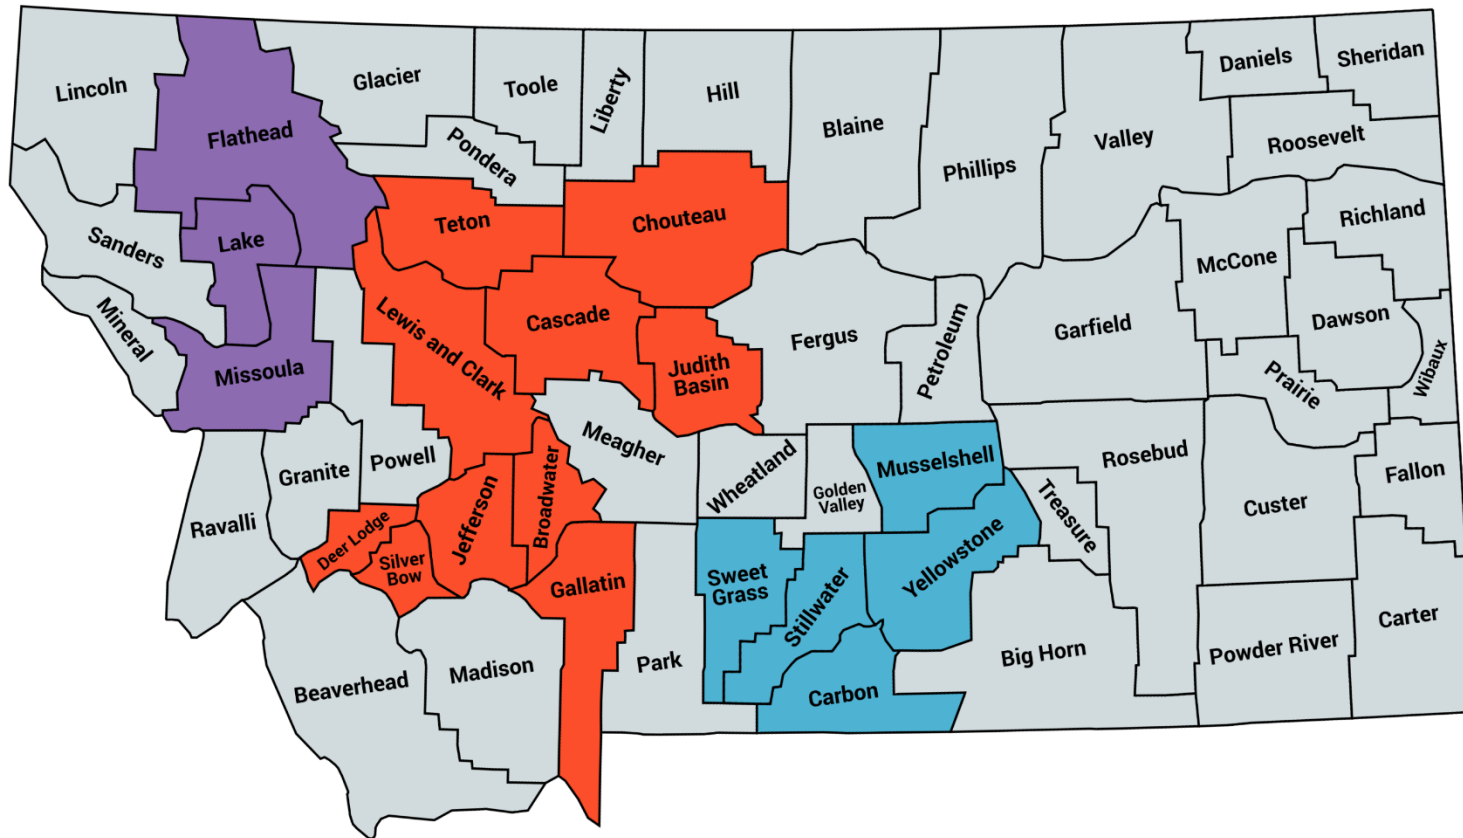 Lincoln
Flathead
Glacier
Toole
Liberty
Hill
Blaine
Phillips
Valley
Daniels
Sheridan
Roosevelt
Pondera
Teton
Chouteau
Richland
Sanders
Lake
McCone
Mineral
Missoula
Lewis and Clark
Cascade
Judith
Basin
Fergus
Petroleum
Garfield
Dawson
Wibaux
Prairie
Ravalli
Granite
Powell
Meagher
Wheatland
Golden
Valley
Musselshell
Rosebud
Treasure
Custer
Fallon
Deer Lodge
Silver
Bow
Jefferson
Broadwater
Gallatin
Sweet
Grass
Stillwater
Yellowstone
Beaverhead
Madison
Park
Carbon
Big Horn
Powder River
Carter